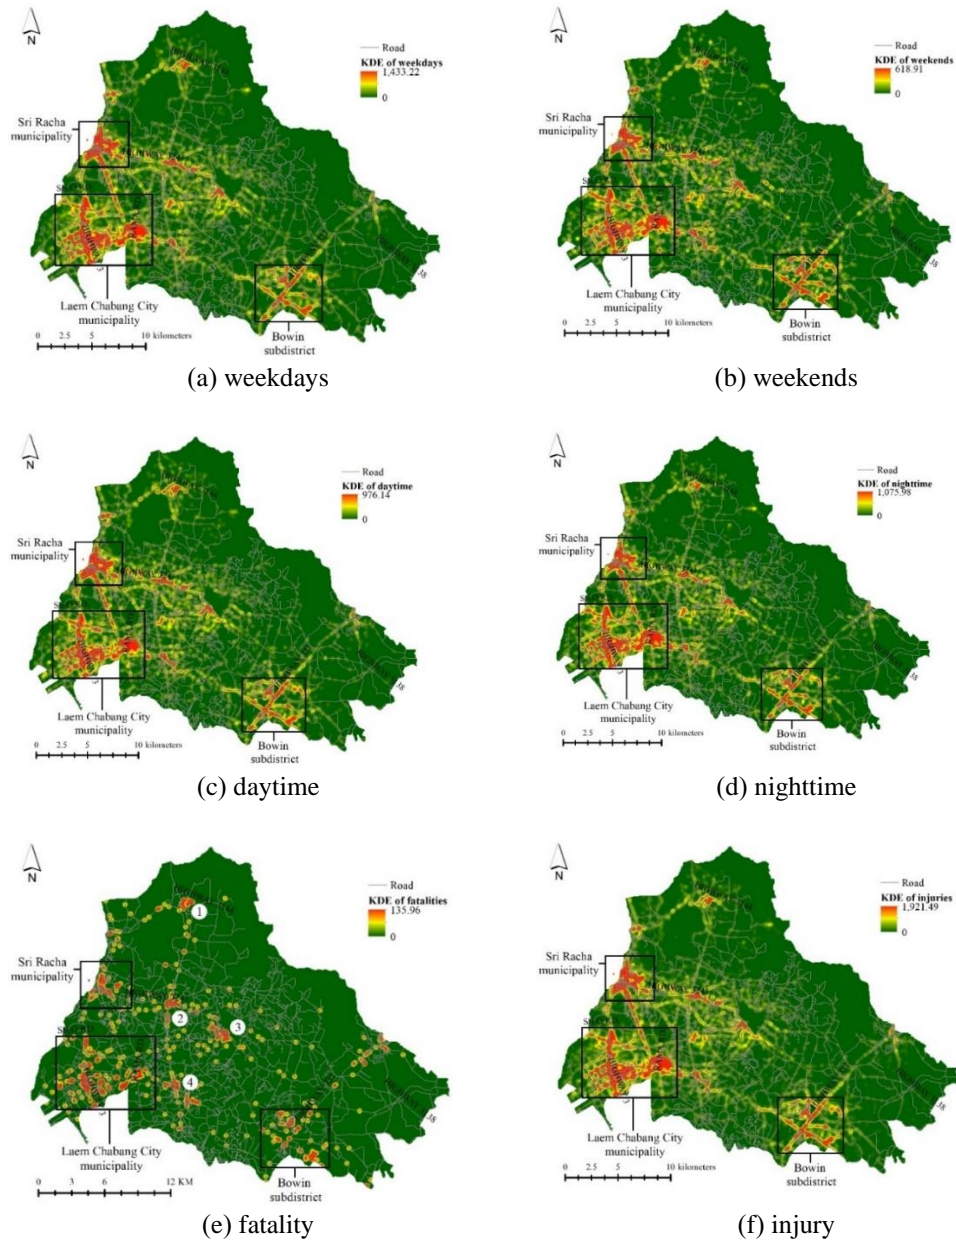 N
Road
KDE of weekdays
1,433.22
0
Sri Racha
municipality
Laem Chabang City
municipality
Bowin
subdistrict
0 2.5 5 10 kilometers
(a) weekdays
N
Road
KDE of weekends
618.91
0
Sri Racha
municipality
Laem Chabang City
municipality
Bowin
subdistrict
0 2.5 5 10 kilometers
(b) weekends
N
Road
KDE of daytime
976.14
0
Sri Racha
municipality
Laem Chabang City
municipality
Bowin
subdistrict
0 2.5 5 10 kilometers
(c) daytime
N
Road
KDE of nighttime
1,075.98
0
Sri Racha
municipality
Laem Chabang City
municipality
Bowin
subdistrict
0 2.5 5 10 kilometers
(d) nighttime
N
Road
KDE of fatalities
135.96
0
1
Sri Racha
municipality
2
3
4
Laem Chabang City
municipality
Bowin
subdistrict
0 3 6 12 KM
(e) fatality
N
Road
KDE of injuries
1,921.49
0
Sri Racha
municipality
Laem Chabang City
municipality
Bowin
subdistrict
0 2.5 5 10 kilometers
(f) injury